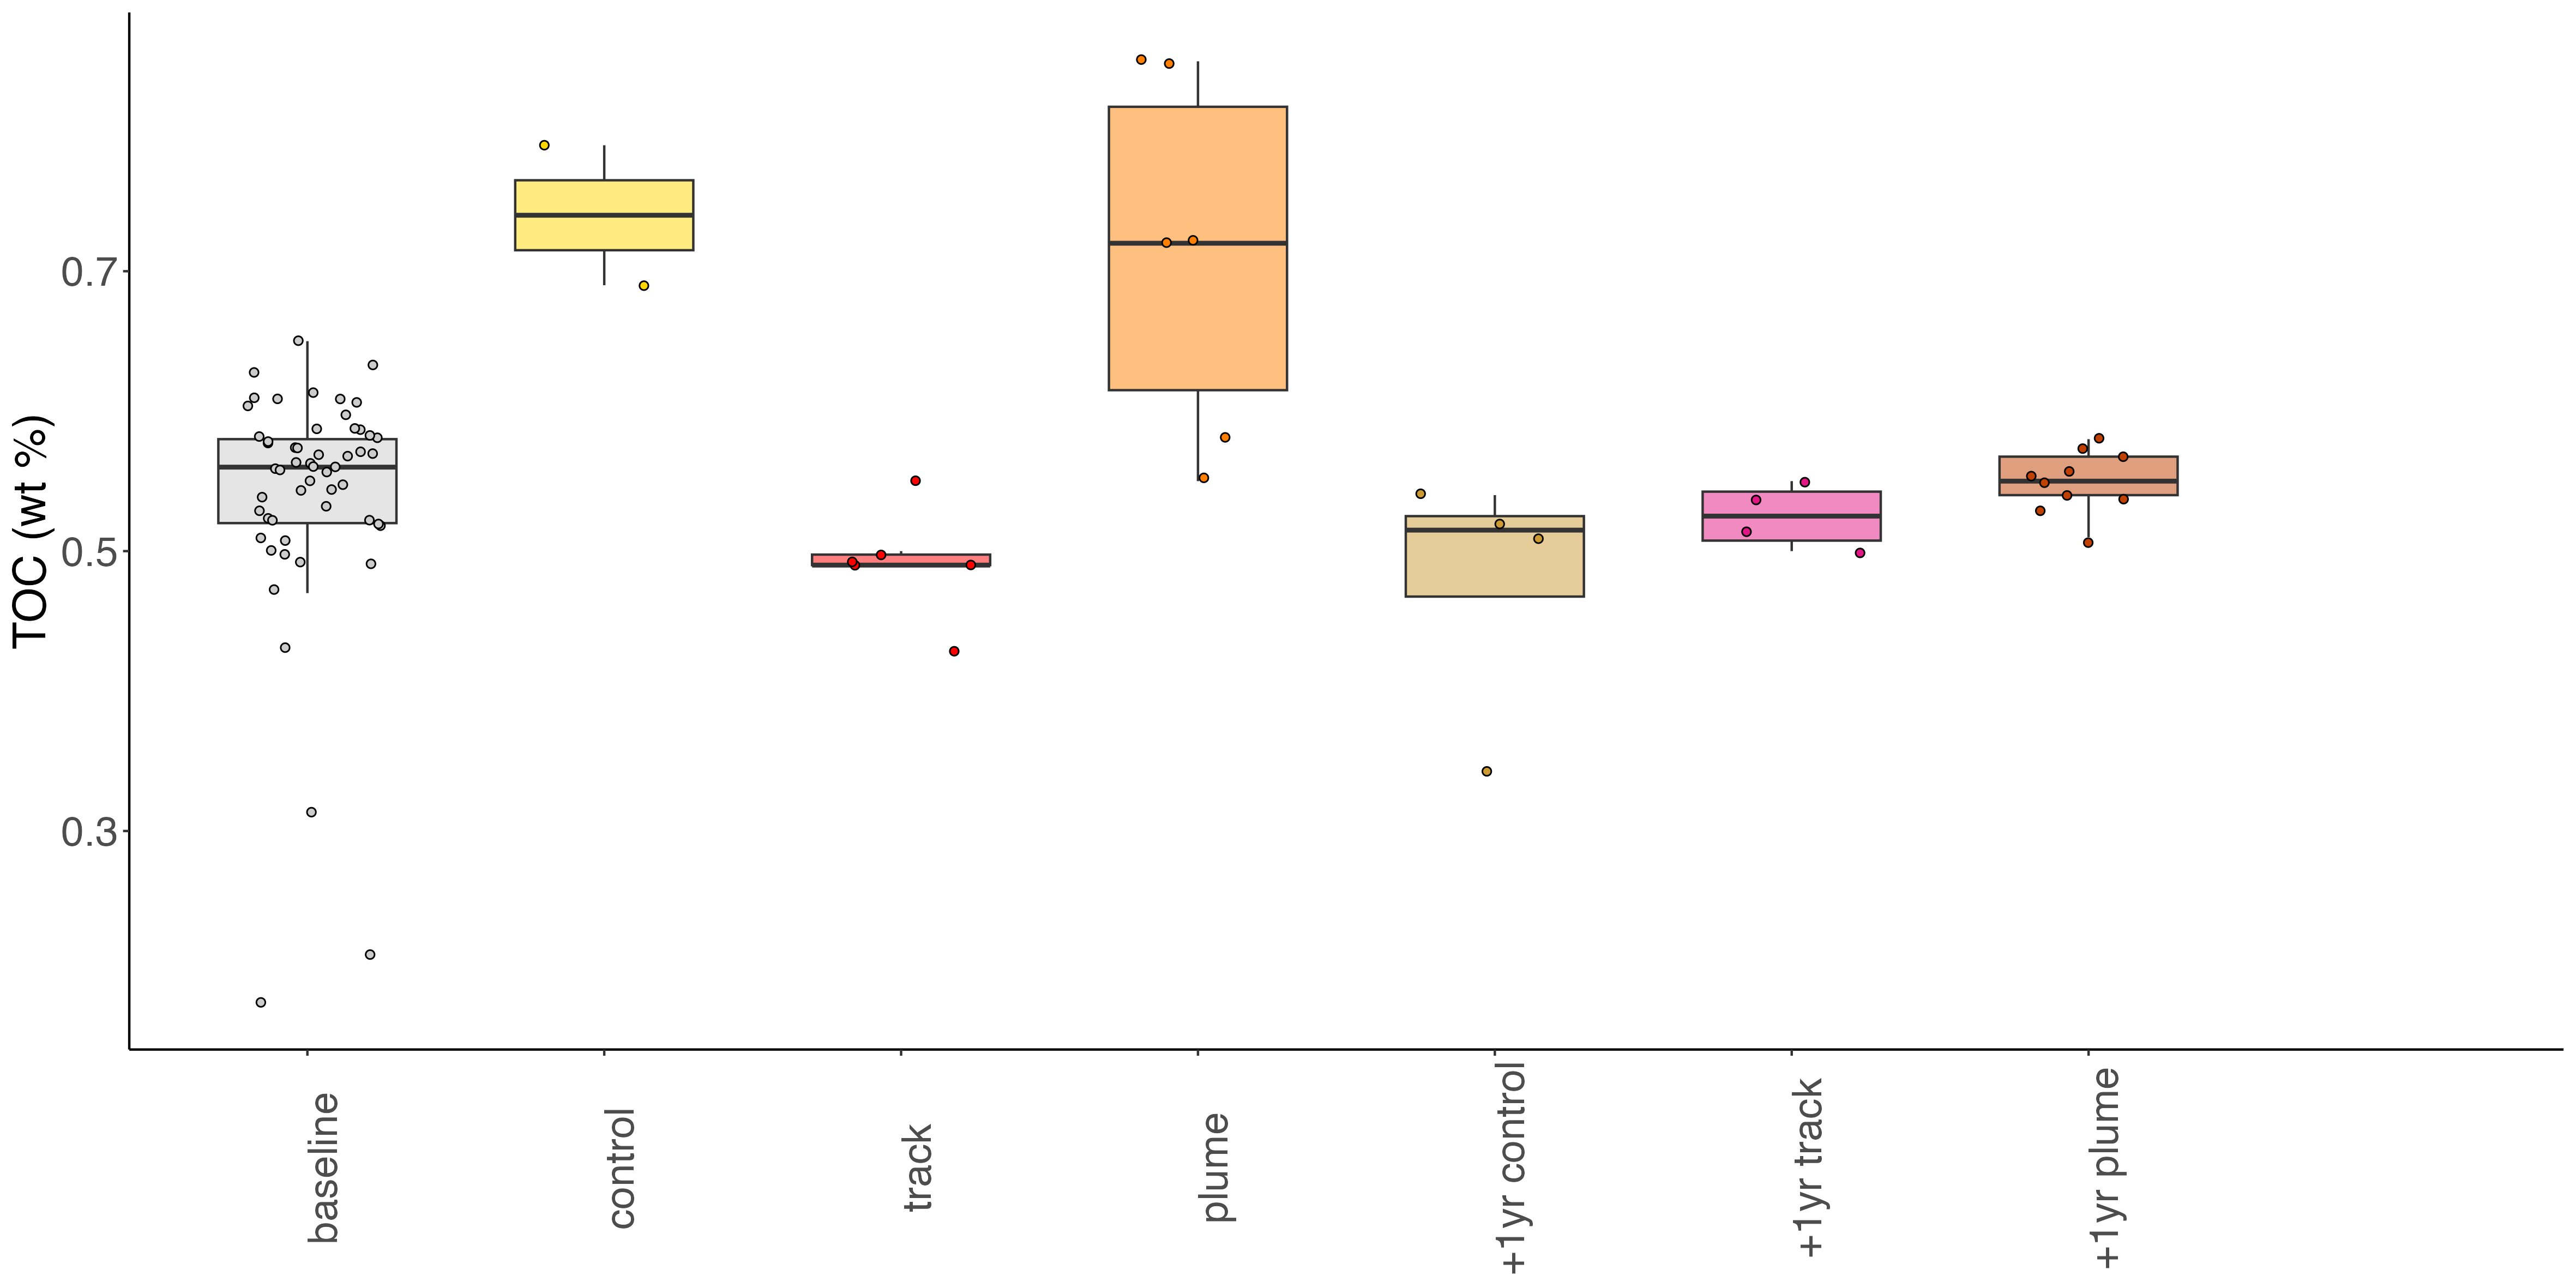 TOC (wt %)
0.7
0.5
0.3
baseline
control
track
plume
+1yr control
+1yr track
+1yr plume